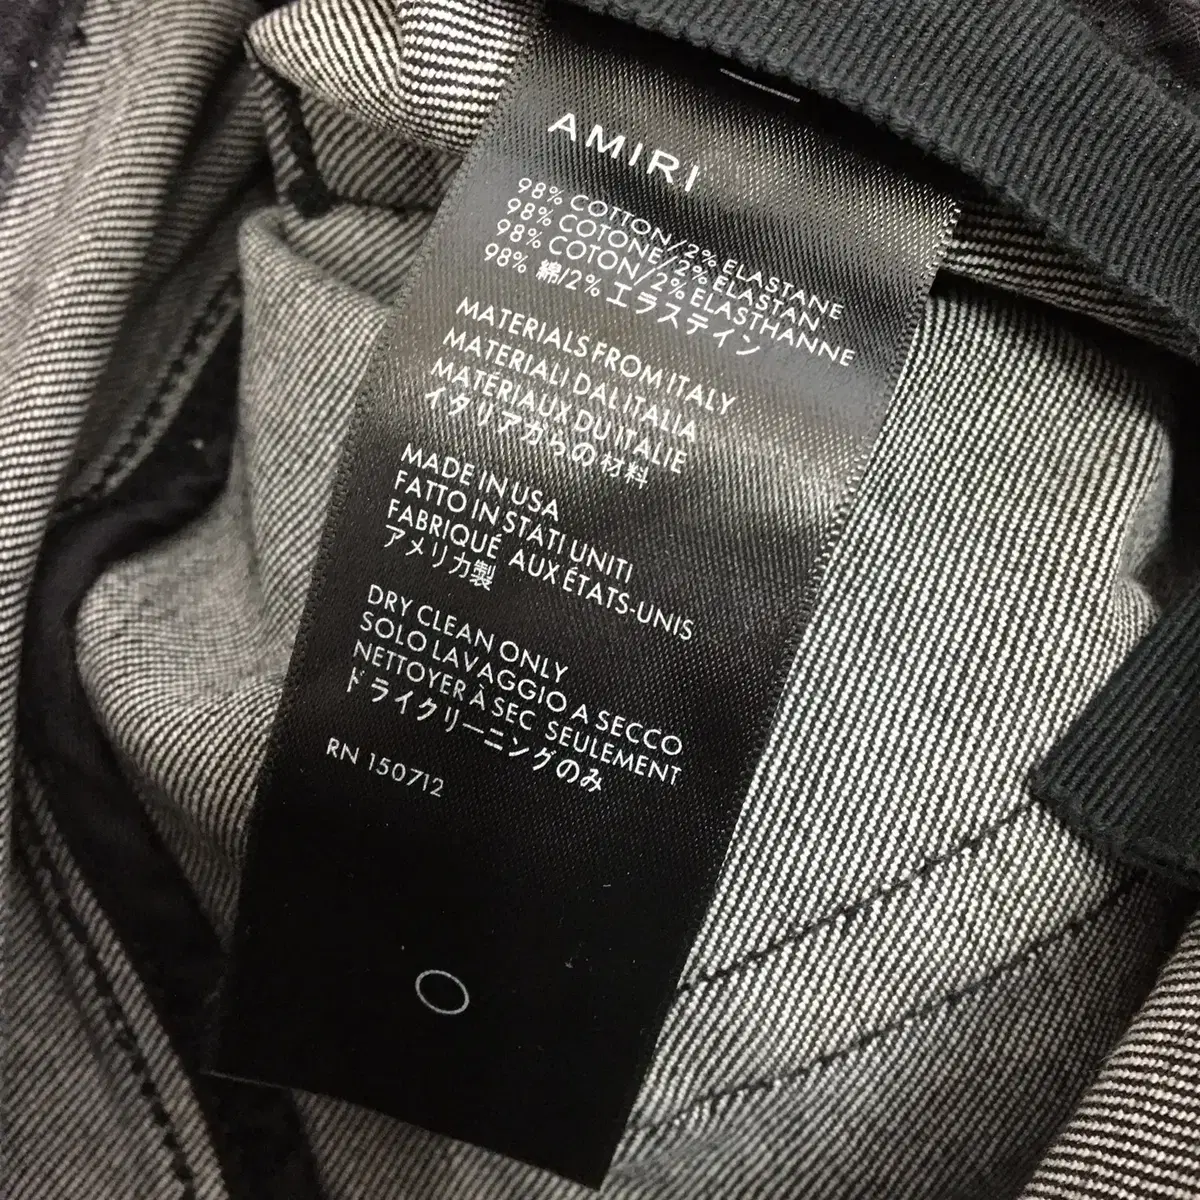 AMIRI
98% COTTON/2% ELASTANE
98% COTONE/2% ELASTAN
98% COTON/2% ELASTHANNE
98% 綿/2% エラステイン
MATERIALS FROM ITALY
MATERIALI DALITALIA
MATÉRIAUX DU ITALIE
イタリアからの材料
MADE IN USA
FATTO IN STATI UNITI
FABRIQUÉ AUX ÉTATS-UNIS
アメリカ製
DRY CLEAN ONLY
SOLO LAVAGGIO A SECCO
NETTOYER À SEC SEULEMENT
ドライクリーニングのみ
RN 150712